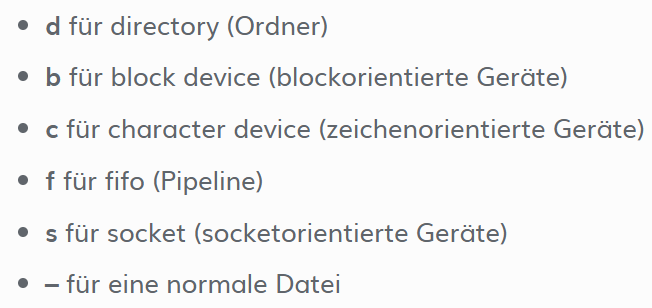 • d für directory (Ordner)
• b für block device (blockorientierte Geräte)
• c für character device (zeichenorientierte Geräte)
• f für fifo (Pipeline)
• s für socket (socketorientierte Geräte)
• – für eine normale Datei